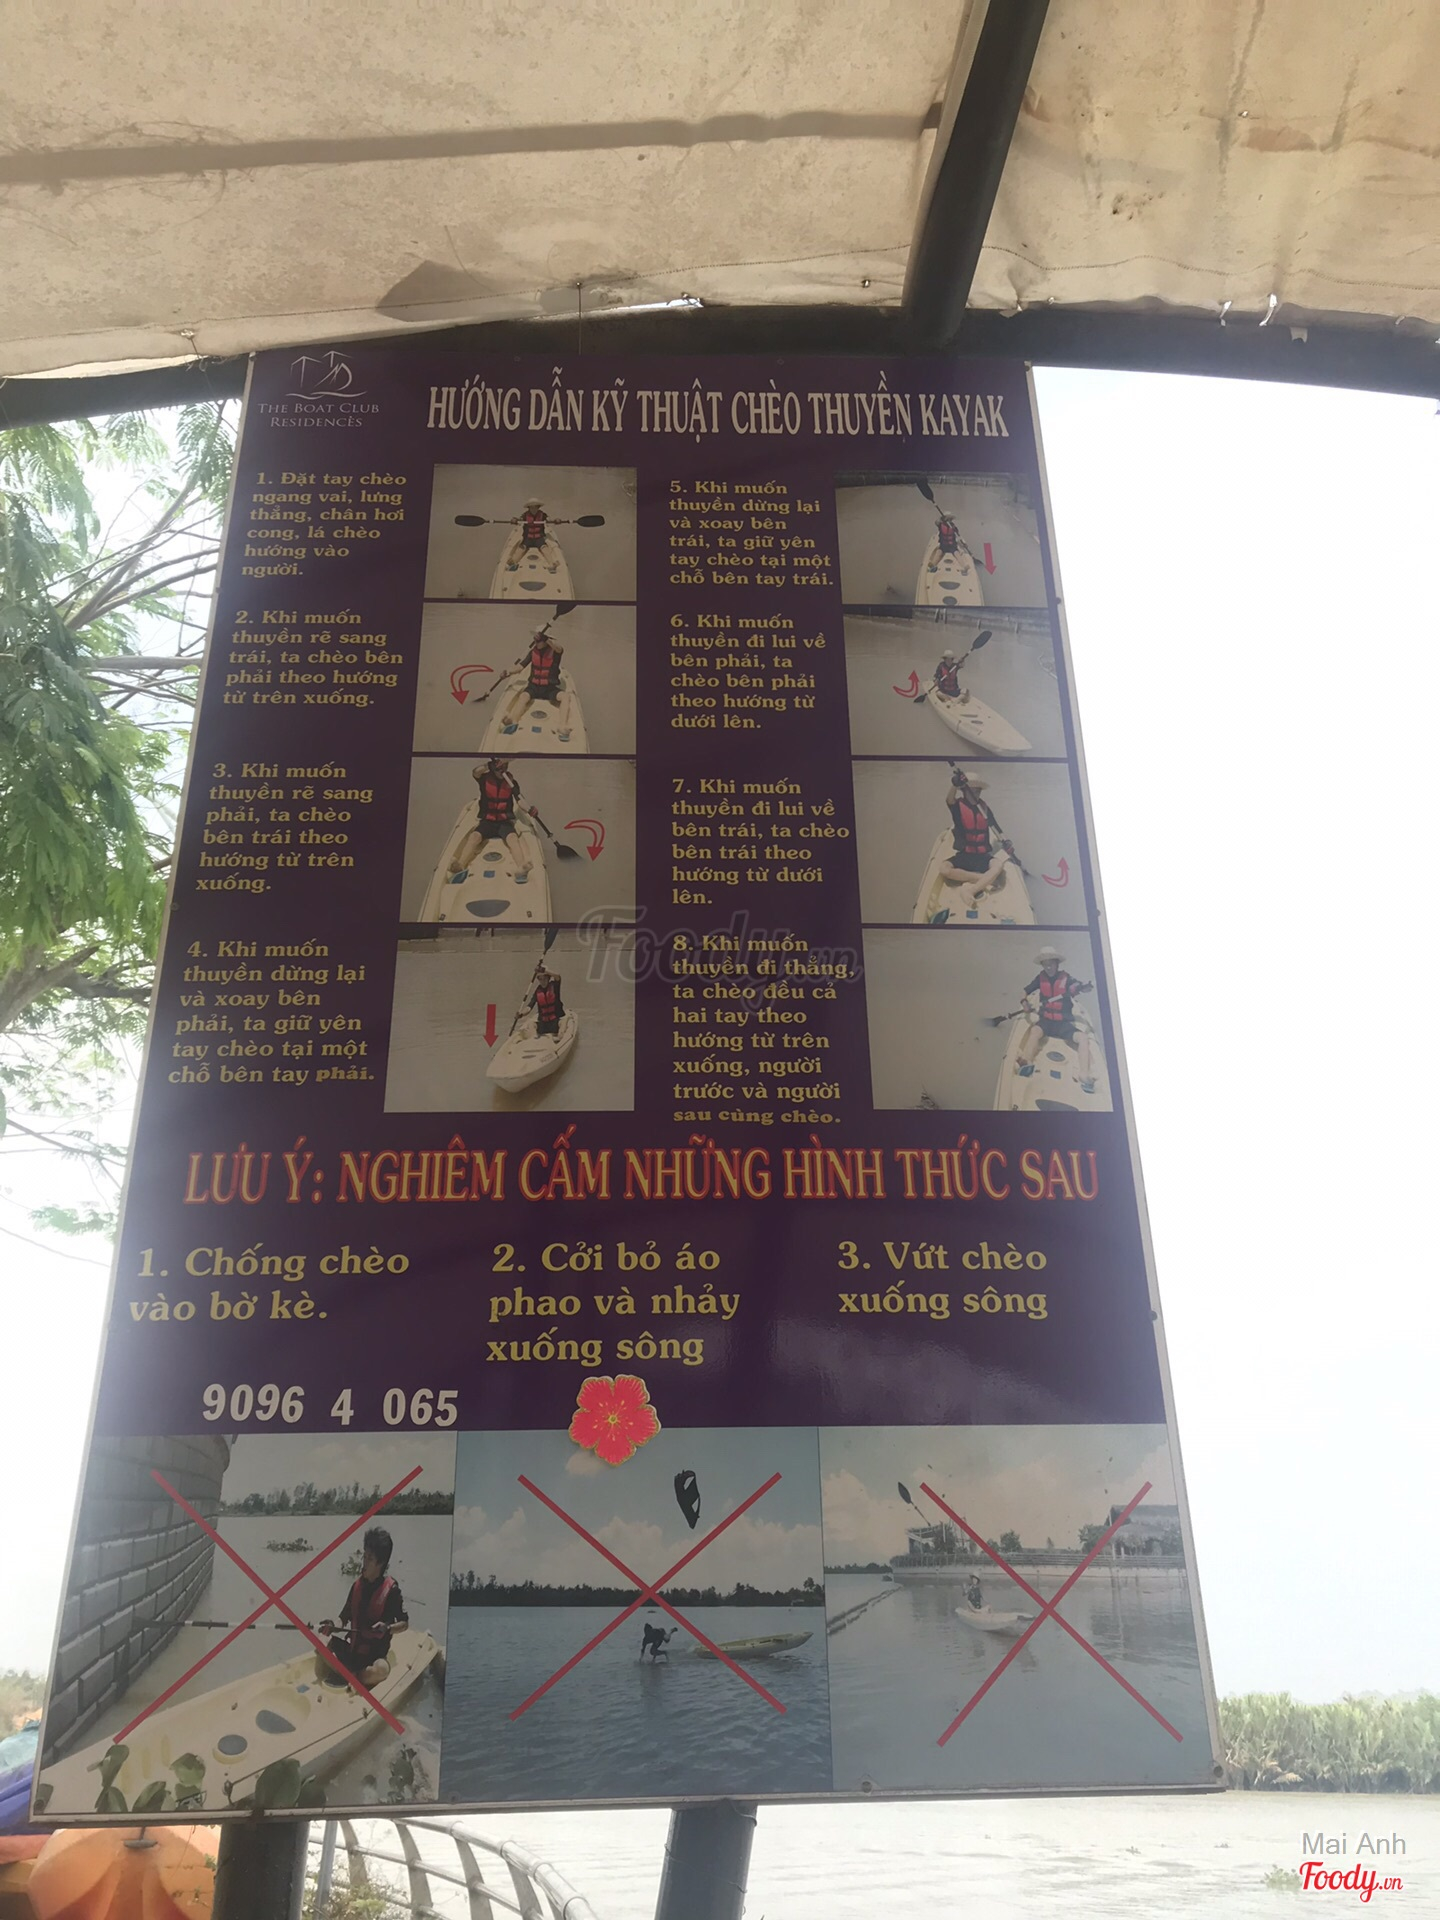 THE BOAT CLUB
RESIDENCES
HƯỚNG DẪN KỸ THUẬT CHÈO THUYỀN KAYAK
1. Đặt tay chèo
ngang vai, lưng
thẳng, chân hơi
cong, lá chèo
hướng vào
người.
2. Khi muốn
thuyền rẽ sang
trái, ta chèo bên
phải theo hướng
từ trên xuống.
3. Khi muốn
thuyền rẽ sang
phải, ta chèo
bên trái theo
hướng từ trên
xuống.
4. Khi muốn
thuyền dừng lại
và xoay bên
phải, ta giữ yên
tay chèo tại một
chỗ bên tay phải.
5. Khi muốn
thuyền dừng lại
và xoay bên
trái, ta giữ yên
tay chèo tại một
chỗ bên tay trái.
6. Khi muốn
thuyền đi lui về
bên phải, ta
chèo bên phải
theo hướng từ
dưới lên.
7. Khi muốn
thuyền đi lui về
bên trái, ta chèo
bên trái theo
hướng từ dưới
lên.
8. Khi muốn
thuyền đi thẳng,
ta chèo đều cả
hai tay theo
hướng từ trên
xuống, người
trước và người
sau cùng chèo.
Foody.vn
LƯU Ý: NGHIÊM CẤM NHỮNG HÌNH THỨC SAU
1. Chống chèo
vào bờ kè.
2. Cởi bỏ áo
phao và nhảy
xuống sông
3. Vứt chèo
xuống sông
9096 4 065
Mai Anh
Foody.vn